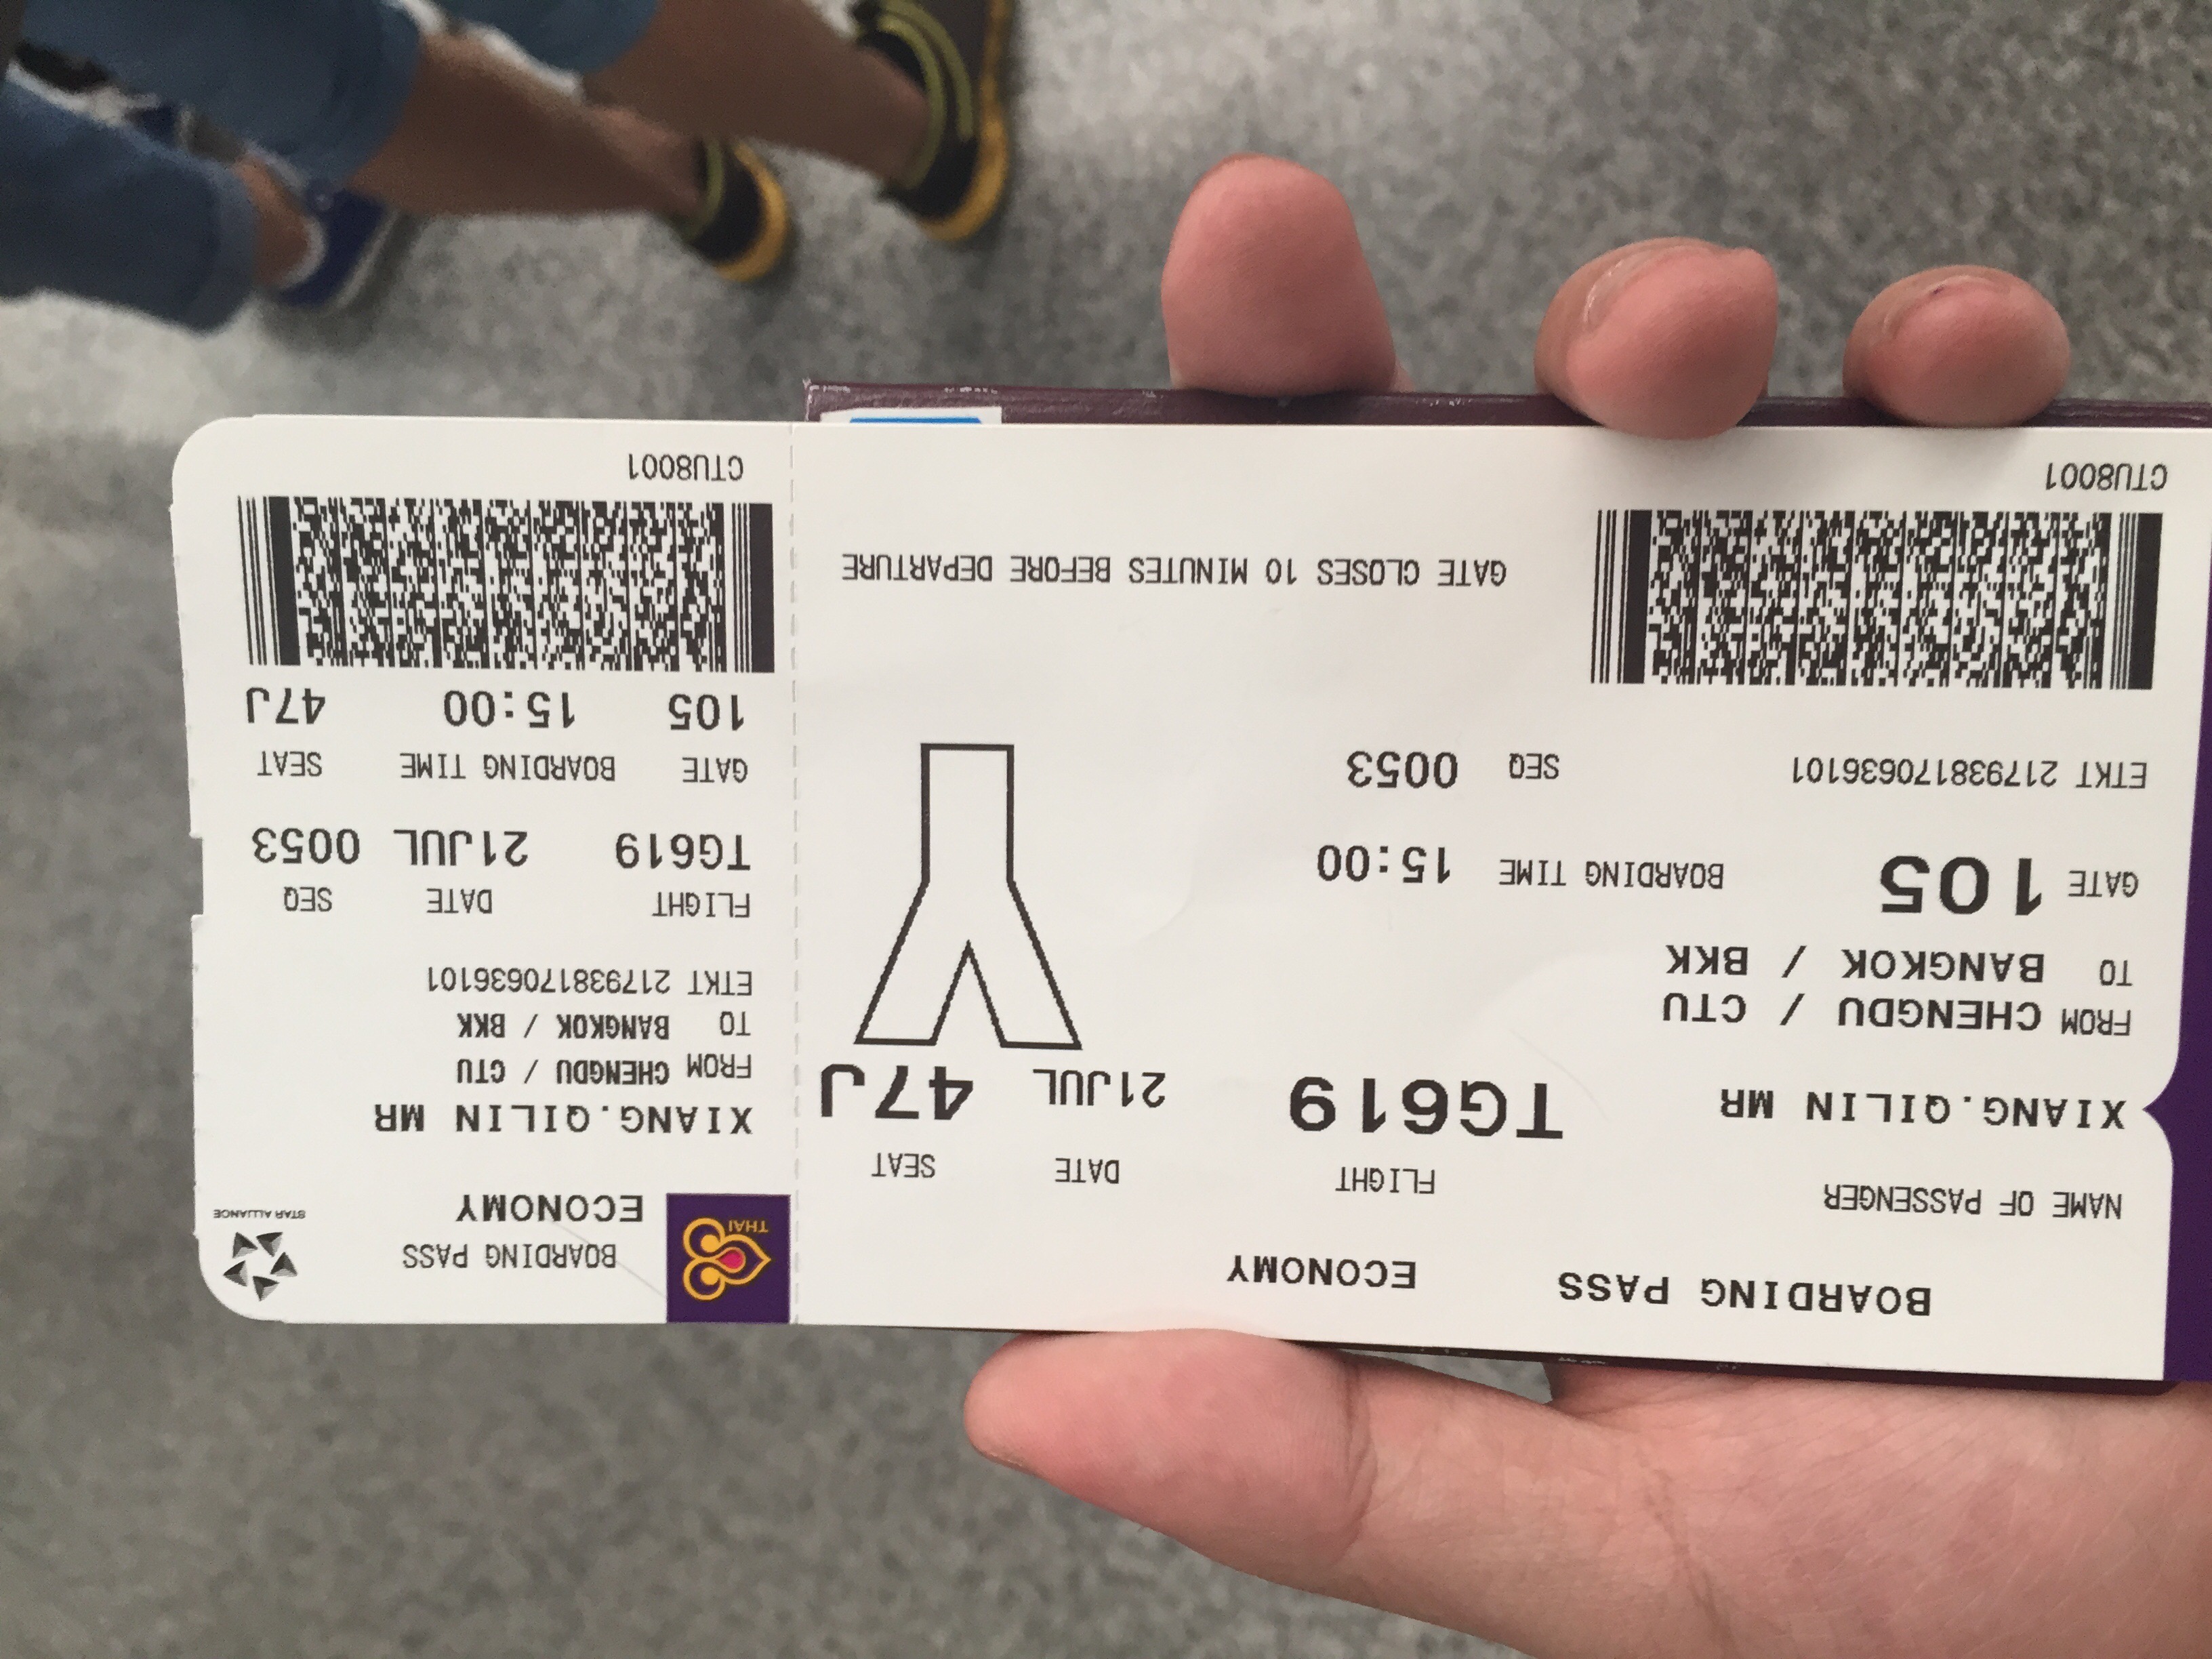 BOARDING PASS ECONOMY
NAME OF PASSENGER FLIGHT DATE SEAT
XIANG.QILIN MR TG619 21JUL 47J
FROM CHENGDU / CTU
TO BANGKOK / BKK
Y
GATE 105 BOARDING TIME 15:00
ETKT 2179381770636101 SEQ 0053
GATE CLOSES 10 MINUTES BEFORE DEPARTURE
CTU8001
THAI
BOARDING PASS
STAR ALLIANCE
ECONOMY
XIANG.QILIN MR
FROM CHENGDU / CTU
TO BANGKOK / BKK
ETKT 2179381770636101
FLIGHT DATE SEQ
TG619 21JUL 0053
GATE BOARDING TIME SEAT
105 15:00 47J
CTU8001